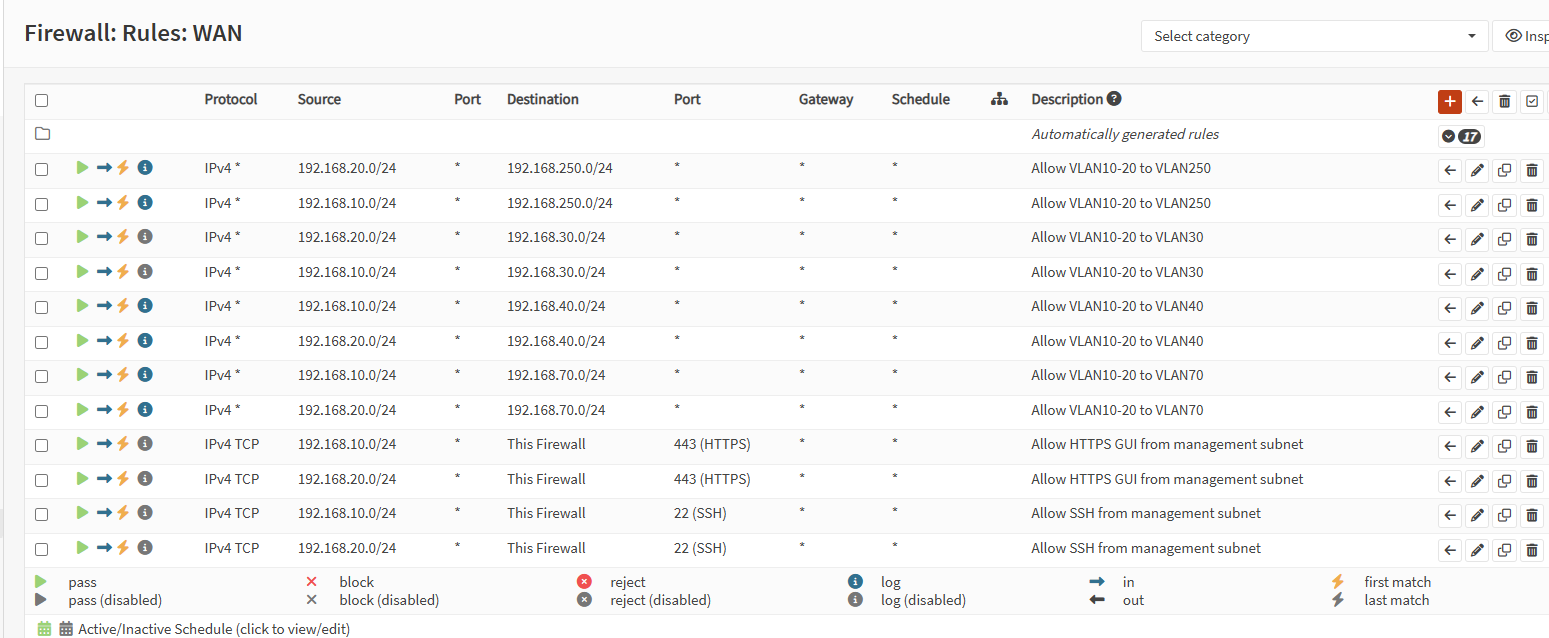 Firewall: Rules: WAN
Select category
Insp
Protocol Source Port Destination Port Gateway Schedule Description
Automatically generated rules 17
IPv4 * 192.168.20.0/24 * 192.168.250.0/24 * * * Allow VLAN10-20 to VLAN250
IPv4 * 192.168.10.0/24 * 192.168.250.0/24 * * * Allow VLAN10-20 to VLAN250
IPv4 * 192.168.20.0/24 * 192.168.30.0/24 * * * Allow VLAN10-20 to VLAN30
IPv4 * 192.168.10.0/24 * 192.168.30.0/24 * * * Allow VLAN10-20 to VLAN30
IPv4 * 192.168.10.0/24 * 192.168.40.0/24 * * * Allow VLAN10-20 to VLAN40
IPv4 * 192.168.20.0/24 * 192.168.40.0/24 * * * Allow VLAN10-20 to VLAN40
IPv4 * 192.168.10.0/24 * 192.168.70.0/24 * * * Allow VLAN10-20 to VLAN70
IPv4 * 192.168.20.0/24 * 192.168.70.0/24 * * * Allow VLAN10-20 to VLAN70
IPv4 TCP 192.168.10.0/24 * This Firewall 443 (HTTPS) * * Allow HTTPS GUI from management subnet
IPv4 TCP 192.168.20.0/24 * This Firewall 443 (HTTPS) * * Allow HTTPS GUI from management subnet
IPv4 TCP 192.168.10.0/24 * This Firewall 22 (SSH) * * Allow SSH from management subnet
IPv4 TCP 192.168.20.0/24 * This Firewall 22 (SSH) * * Allow SSH from management subnet
pass block reject log in first match
pass (disabled) block (disabled) reject (disabled) log (disabled) out last match
Active/Inactive Schedule (click to view/edit)